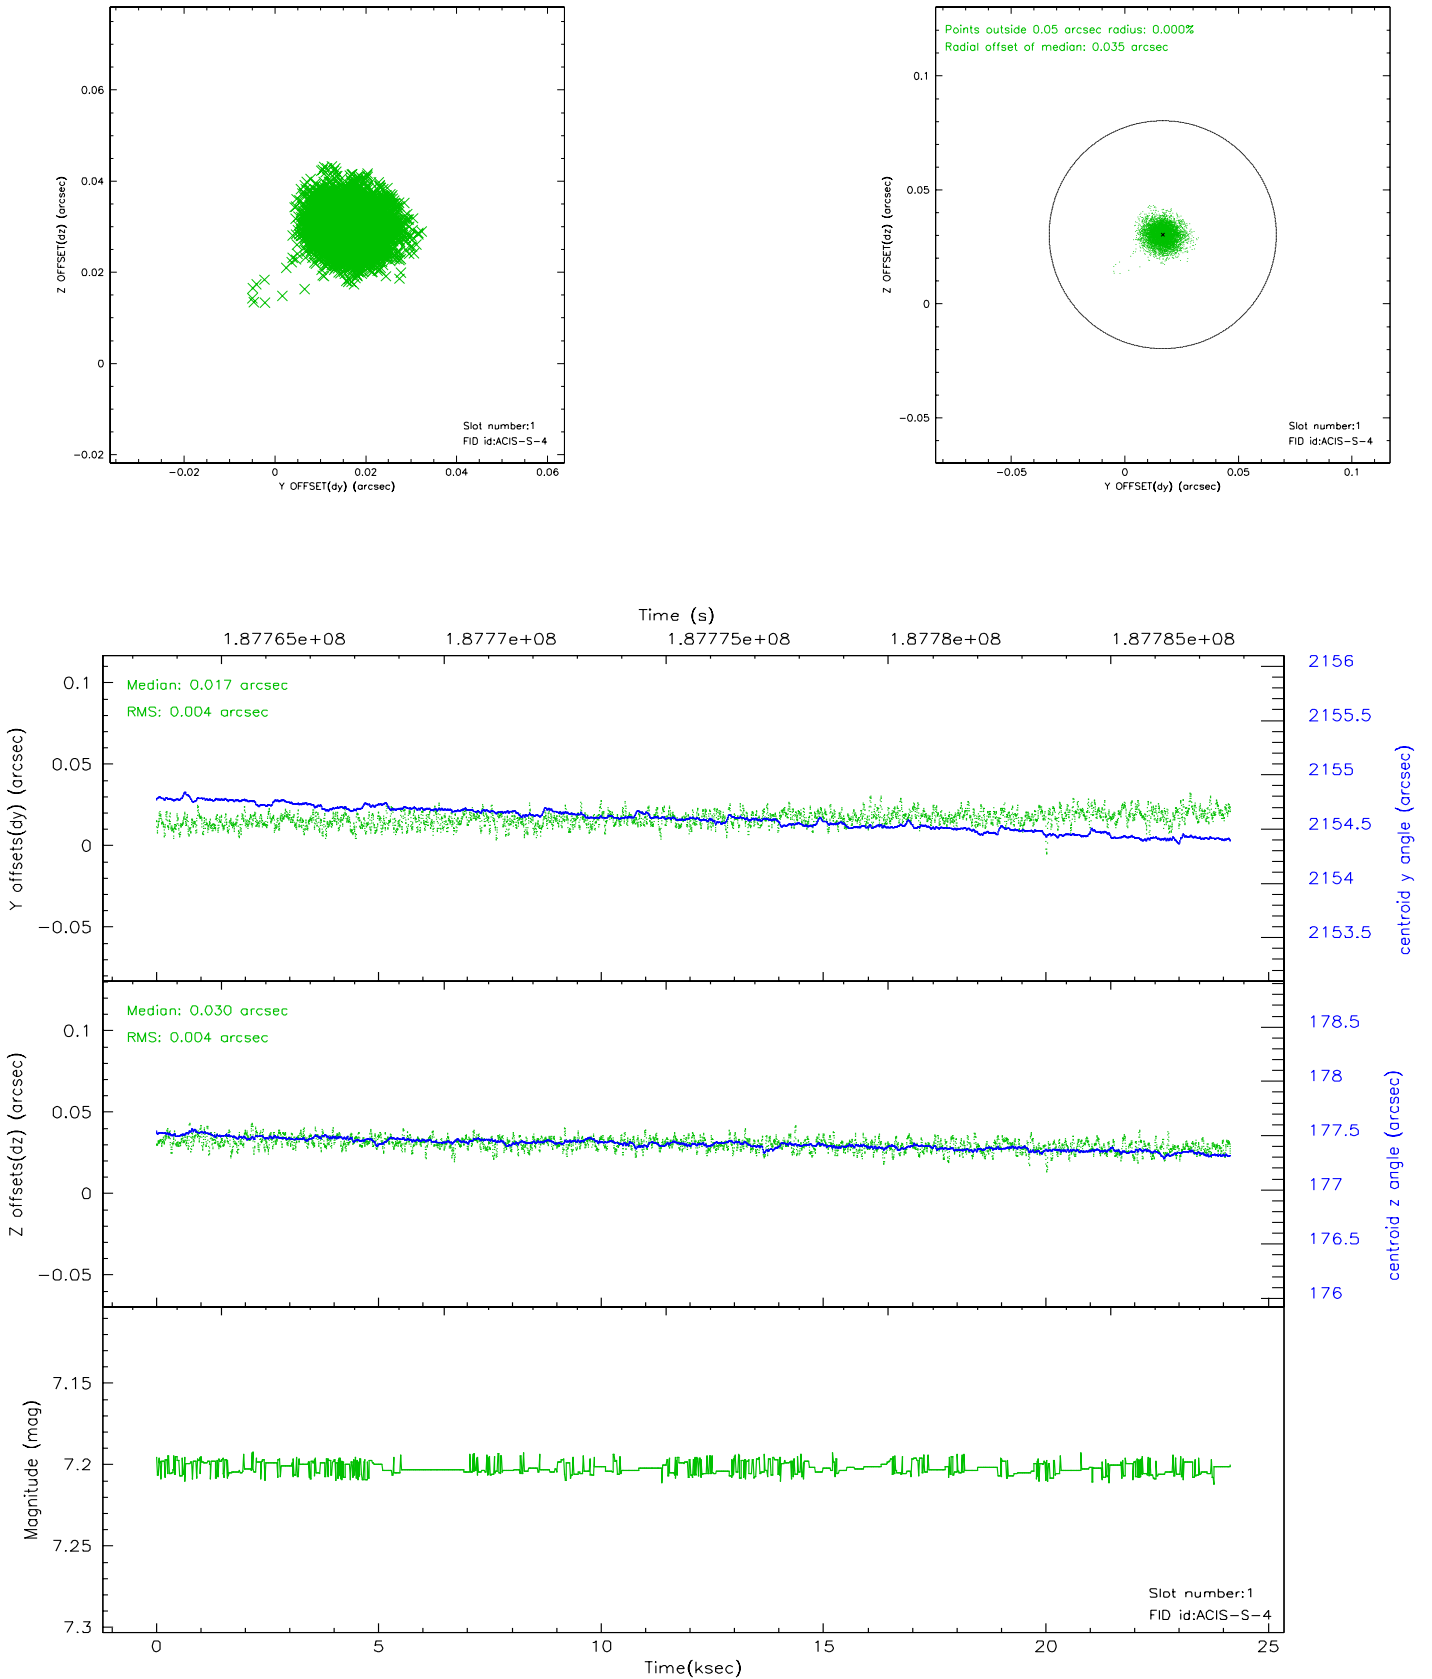 0.06
0.04
0.02
0
−0.02
Z OFFSET(dz) (arcsec)
−0.02 0 0.02 0.04 0.06
Y OFFSET(dy) (arcsec)
Slot number:1
FID id:ACIS−S−4
Points outside 0.05 arcsec radius: 0.000%
Radial offset of median: 0.035 arcsec
0.1
0.05
0
−0.05
Z OFFSET(dz) (arcsec)
−0.05 0 0.05 0.1
Y OFFSET(dy) (arcsec)
Slot number:1
FID id:ACIS−S−4
Time (s)
1.87765e+08 1.8777e+08 1.87775e+08 1.8778e+08 1.87785e+08
Median: 0.017 arcsec
RMS: 0.004 arcsec
0.1
0.05
0
−0.05
Y offsets(dy) (arcsec)
2156
2155.5
2155
2154.5
2154
2153.5
centroid y angle (arcsec)
Median: 0.030 arcsec
RMS: 0.004 arcsec
0.1
0.05
0
−0.05
Z offsets(dz) (arcsec)
178.5
178
177.5
177
176.5
176
centroid z angle (arcsec)
7.15
7.2
7.25
7.3
Magnitude (mag)
Slot number:1
FID id:ACIS−S−4
0 5 10 15 20 25
Time(ksec)